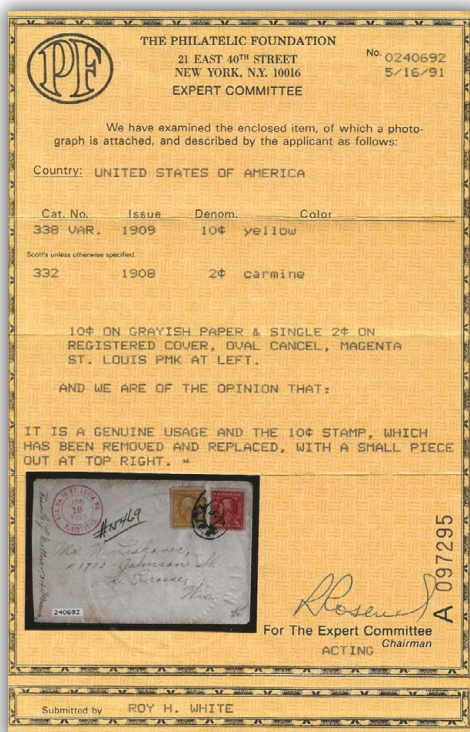 PF
THE PHILATELIC FOUNDATION
21 EAST 40TH STREET
NEW YORK, N.Y. 10016
EXPERT COMMITTEE
No. 0240692
5/16/91
We have examined the enclosed item, of which a photo-
graph is attached, and described by the applicant as follows:
Country: UNITED STATES OF AMERICA
Cat. No. Issue Denom. Color
338 VAR. 1909 10¢ yellow
Scott's unless otherwise specified.
332 1908 2¢ carmine
10¢ ON GRAYISH PAPER & SINGLE 2¢ ON
REGISTERED COVER, OVAL CANCEL, MAGENTA
ST. LOUIS PMK AT LEFT.
AND WE ARE OF THE OPINION THAT:
IT IS A GENUINE USAGE AND THE 10¢ STAMP, WHICH
HAS BEEN REMOVED AND REPLACED, WITH A SMALL PIECE
OUT AT TOP RIGHT. *
JAN
19
Mr.
Wis.
240692
A 097295
For The Expert Committee
Chairman
ACTING
Submitted by ROY H. WHITE